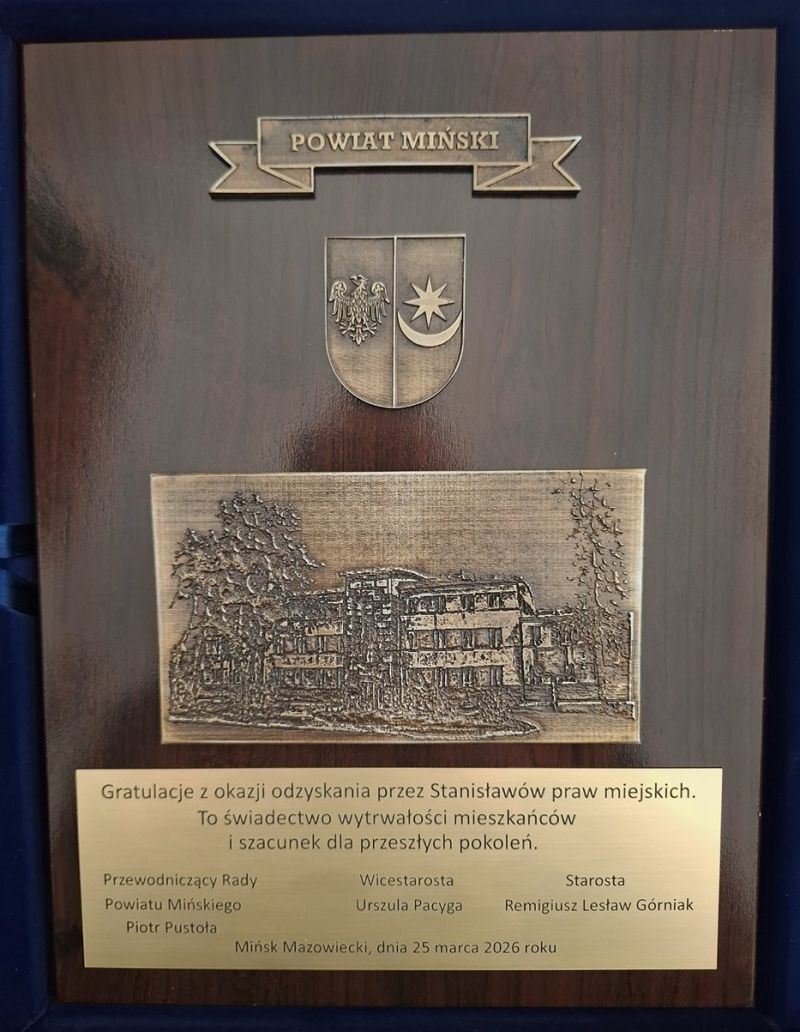 POWIAT MIŃSKI
Gratulacje z okazji odzyskania przez Stanisławów praw miejskich.
To świadectwo wytrwałości mieszkańców
i szacunek dla przeszłych pokoleń.
Przewodniczący Rady Wicestarosta Starosta
Powiatu Mińskiego Urszula Pacyga Remigiusz Lesław Górniak
Piotr Pustoła
Mińsk Mazowiecki, dnia 25 marca 2026 roku